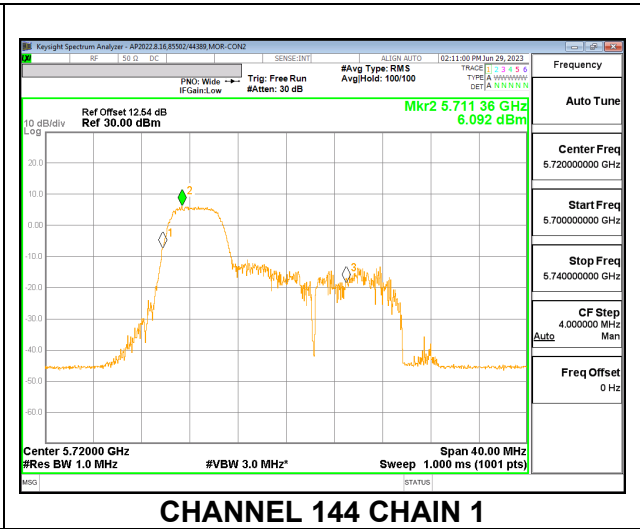 Keysight Spectrum Analyzer - AP2022.8.16,85502/44389,MOR-CON2
RF 50 Ω DC SENSE:INT ALIGN AUTO 02:11:00 PM Jun 29, 2023
PNO: Wide Trig: Free Run #Avg Type: RMS TRACE 1 2 3 4 5 6
IFGain:Low #Atten: 30 dB Avg|Hold: 100/100 TYPE A WWWWW
DET A N N N N N
Ref Offset 12.54 dB Mkr2 5.711 36 GHz
10 dB/div Ref 30.00 dBm 6.092 dBm
Log
20.0
10.0
0.00
-10.0
-20.0
-30.0
-40.0
-50.0
-60.0
1
2
3
Center 5.72000 GHz Span 40.00 MHz
#Res BW 1.0 MHz #VBW 3.0 MHz* Sweep 1.000 ms (1001 pts)
MSG STATUS
Frequency
Auto Tune
Center Freq
5.720000000 GHz
Start Freq
5.700000000 GHz
Stop Freq
5.740000000 GHz
CF Step
4.000000 MHz
Auto Man
Freq Offset
0 Hz
CHANNEL 144 CHAIN 1